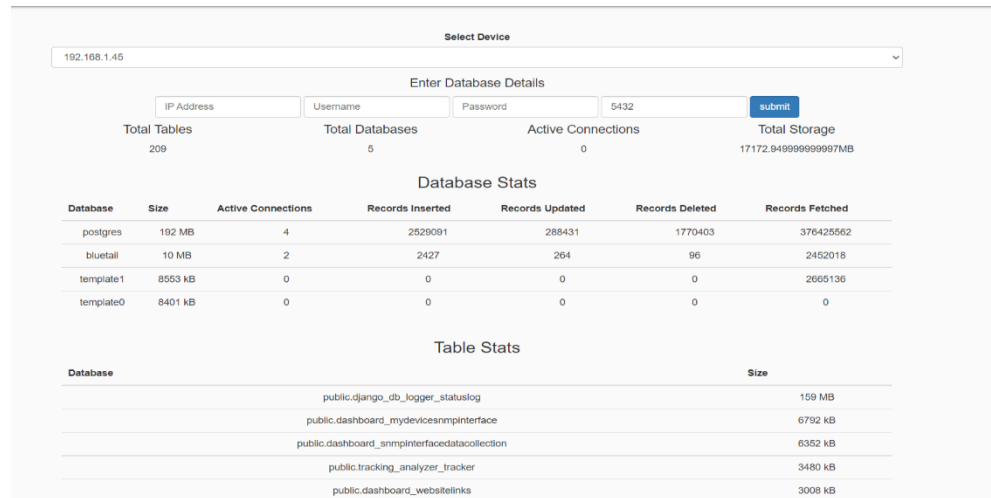 Select Device
192.168.1.45
Enter Database Details
IP Address Username Password 5432 submit
Total Tables Total Databases Active Connections Total Storage
209 5 0 17172.949999999997MB
Database Stats
Database Size Active Connections Records Inserted Records Updated Records Deleted Records Fetched
postgres 192 MB 4 2529091 288431 1770403 376425562
bluetail 10 MB 2 2427 264 96 2452018
template1 8553 kB 0 0 0 0 2665136
template0 8401 kB 0 0 0 0 0
Table Stats
Database Size
public.django_db_logger_statuslog 159 MB
public.dashboard_mydevicesnmpinterface 6792 kB
public.dashboard_snmpinterfacedatacollection 6352 kB
public.tracking_analyzer_tracker 3480 kB
public.dashboard_websitelinks 3008 kB